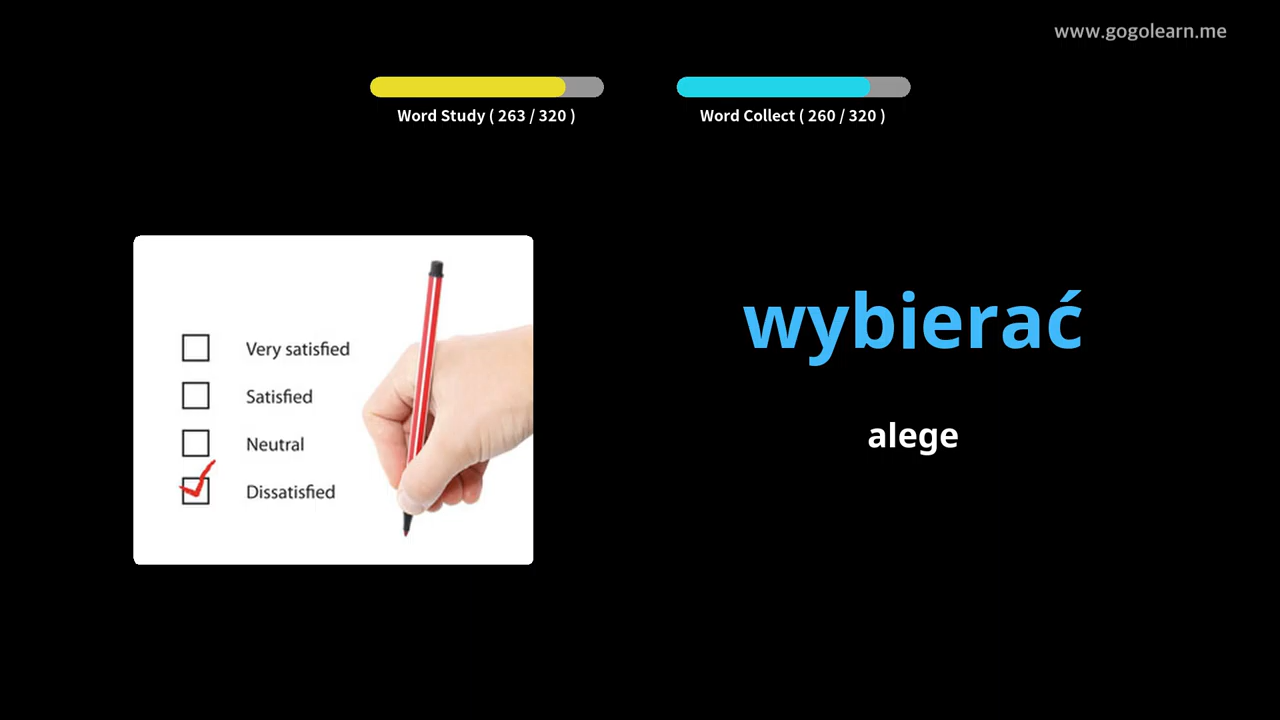 www.gogolearn.me
Word Study ( 263 / 320 )
Word Collect ( 260 / 320 )
Very satisfied
Satisfied
Neutral
Dissatisfied
wybierać
alege